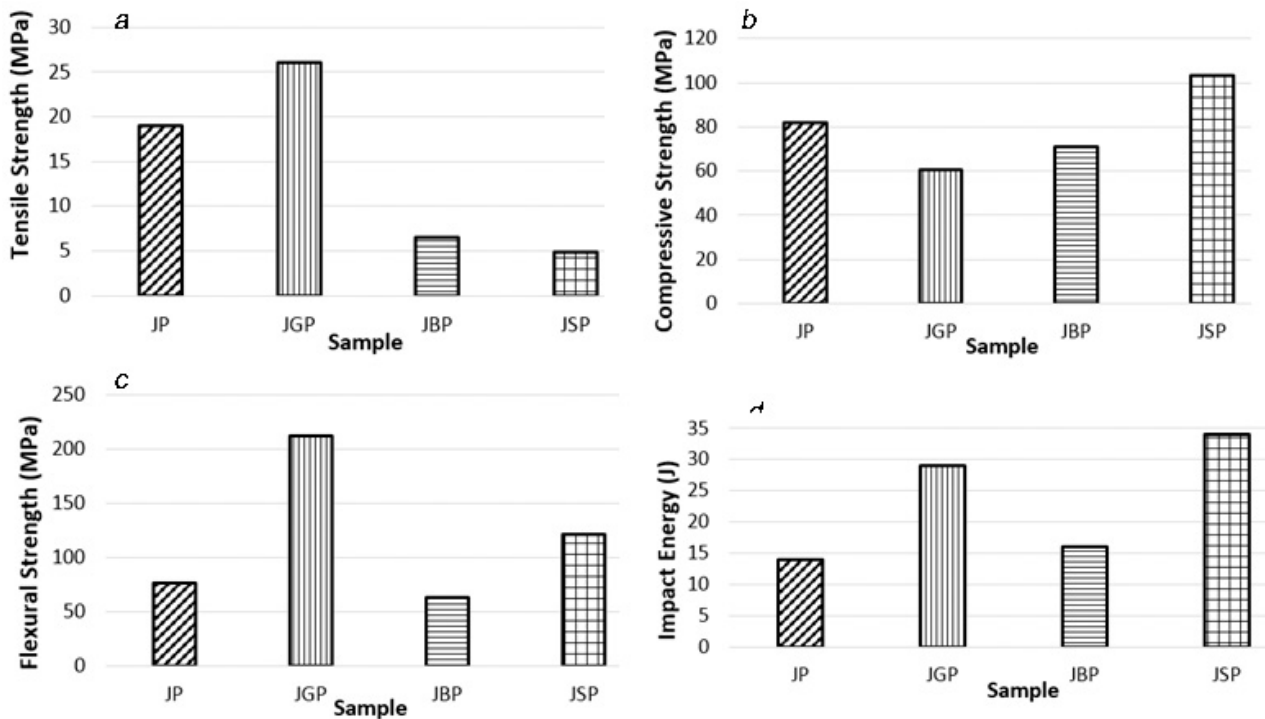 a
Tensile Strength (MPa)
30
25
20
15
10
5
0
JP JGP JBP JSP
Sample
b
Compressive Strength (MPa)
120
100
80
60
40
20
0
JP JGP JBP JSP
Sample
c
Flexural Strength (MPa)
250
200
150
100
50
0
JP JGP JBP JSP
Sample
Impact Energy (J)
35
30
25
20
15
10
5
0
JP JGP JBP JSP
Sample